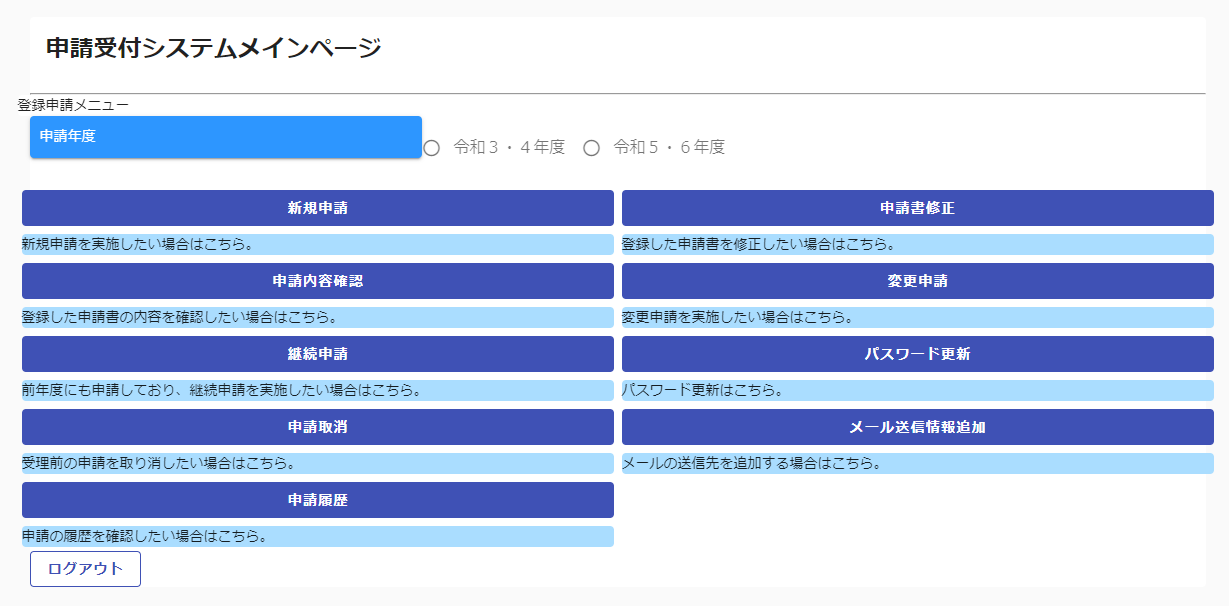 申請受付システムメインページ
登録申請メニュー
申請年度
令和３・４年度 令和５・６年度
新規申請 申請書修正
新規申請を実施したい場合はこちら。 登録した申請書を修正したい場合はこちら。
申請内容確認 変更申請
登録した申請書の内容を確認したい場合はこちら。 変更申請を実施したい場合はこちら。
継続申請 パスワード更新
前年度にも申請しており、継続申請を実施したい場合はこちら。 パスワード更新はこちら。
申請取消 メール送信情報追加
受理前の申請を取り消したい場合はこちら。 メールの送信先を追加する場合はこちら。
申請履歴
申請の履歴を確認したい場合はこちら。
ログアウト